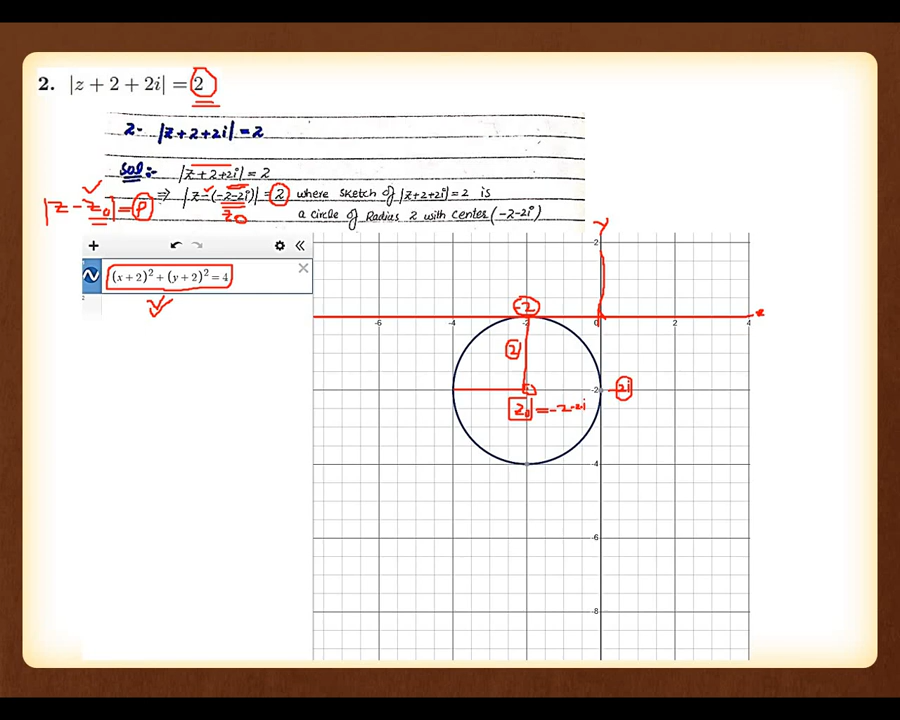 2. |z + 2 + 2i| = 2
2. |z+2+2i|=2
Sol:- |z+2+2i| = 2
⇒ |z-(-2-2i)| = 2 where sketch of |z+2+2i|=2 is
a circle of Radius 2 with center (-2-2i)
|z - z₀| = ρ
z₀
(x+2)² + (y+2)² = 4
2
y
2
-2
x
-6 -4 -2 0 2 4
2
-2
-2i
z₀ = -2-2i
-4
-6
-8